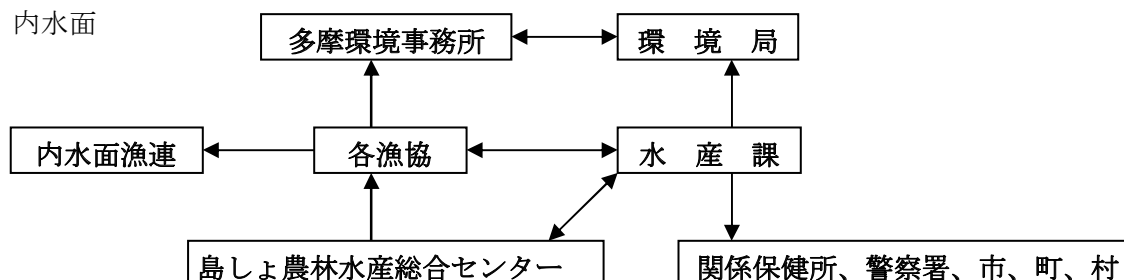 内水面
多摩環境事務所
環　境　局
内水面漁連
各漁協
水　産　課
島しょ農林水産総合センター
関係保健所、警察署、市、町、村